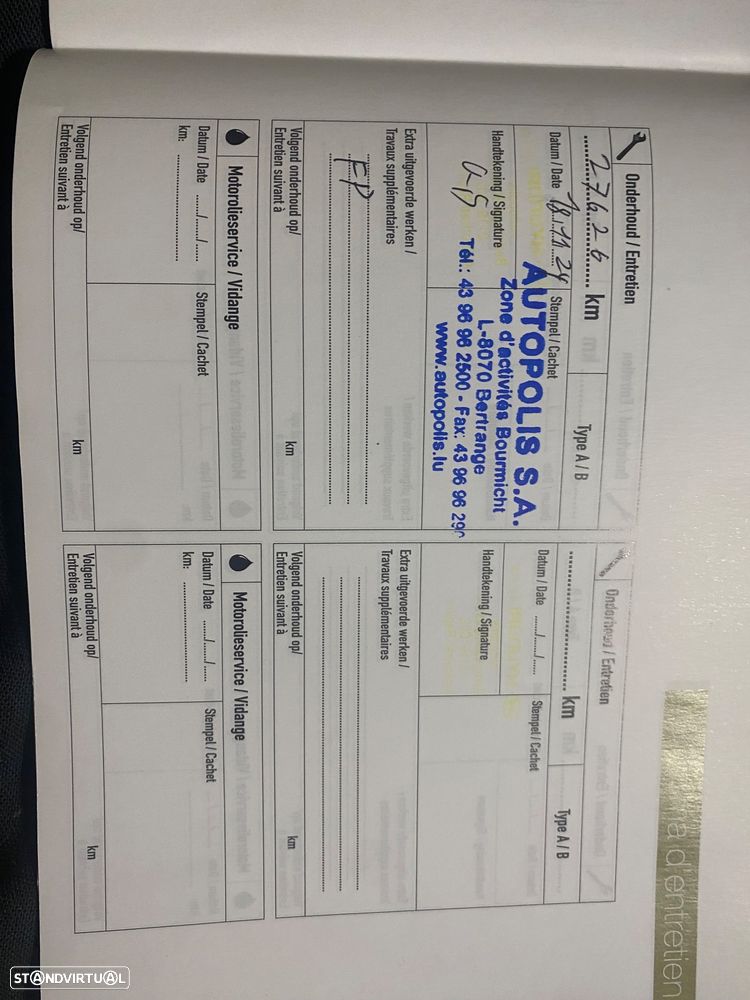 Onderhoud / Entretien
27626 km
Type A / B
Datum / Date 18.11.24
Stempel / Cachet
Handtekening / Signature
AUTOPOLIS S.A.
Zone d'activités Bourmicht
L-8070 Bertrange
Tél.: 43 96 96 2500 - Fax: 43 96 96 290
www.autopolis.lu
Extra uitgevoerde werken /
Travaux supplémentaires
FP
Volgend onderhoud op/
Entretien suivant à
km
Motorolieservice / Vidange
Datum / Date ....../....../......
Stempel / Cachet
km: ..............................
Volgend onderhoud op/
Entretien suivant à
km
Onderhoud / Entretien
.............................. km
Type A / B
Datum / Date ....../....../......
Stempel / Cachet
Handtekening / Signature
Extra uitgevoerde werken /
Travaux supplémentaires
Volgend onderhoud op/
Entretien suivant à
km
Motorolieservice / Vidange
Datum / Date ....../....../......
Stempel / Cachet
km: ..............................
Volgend onderhoud op/
Entretien suivant à
km
ma d'entretien
STANDVIRTUAL